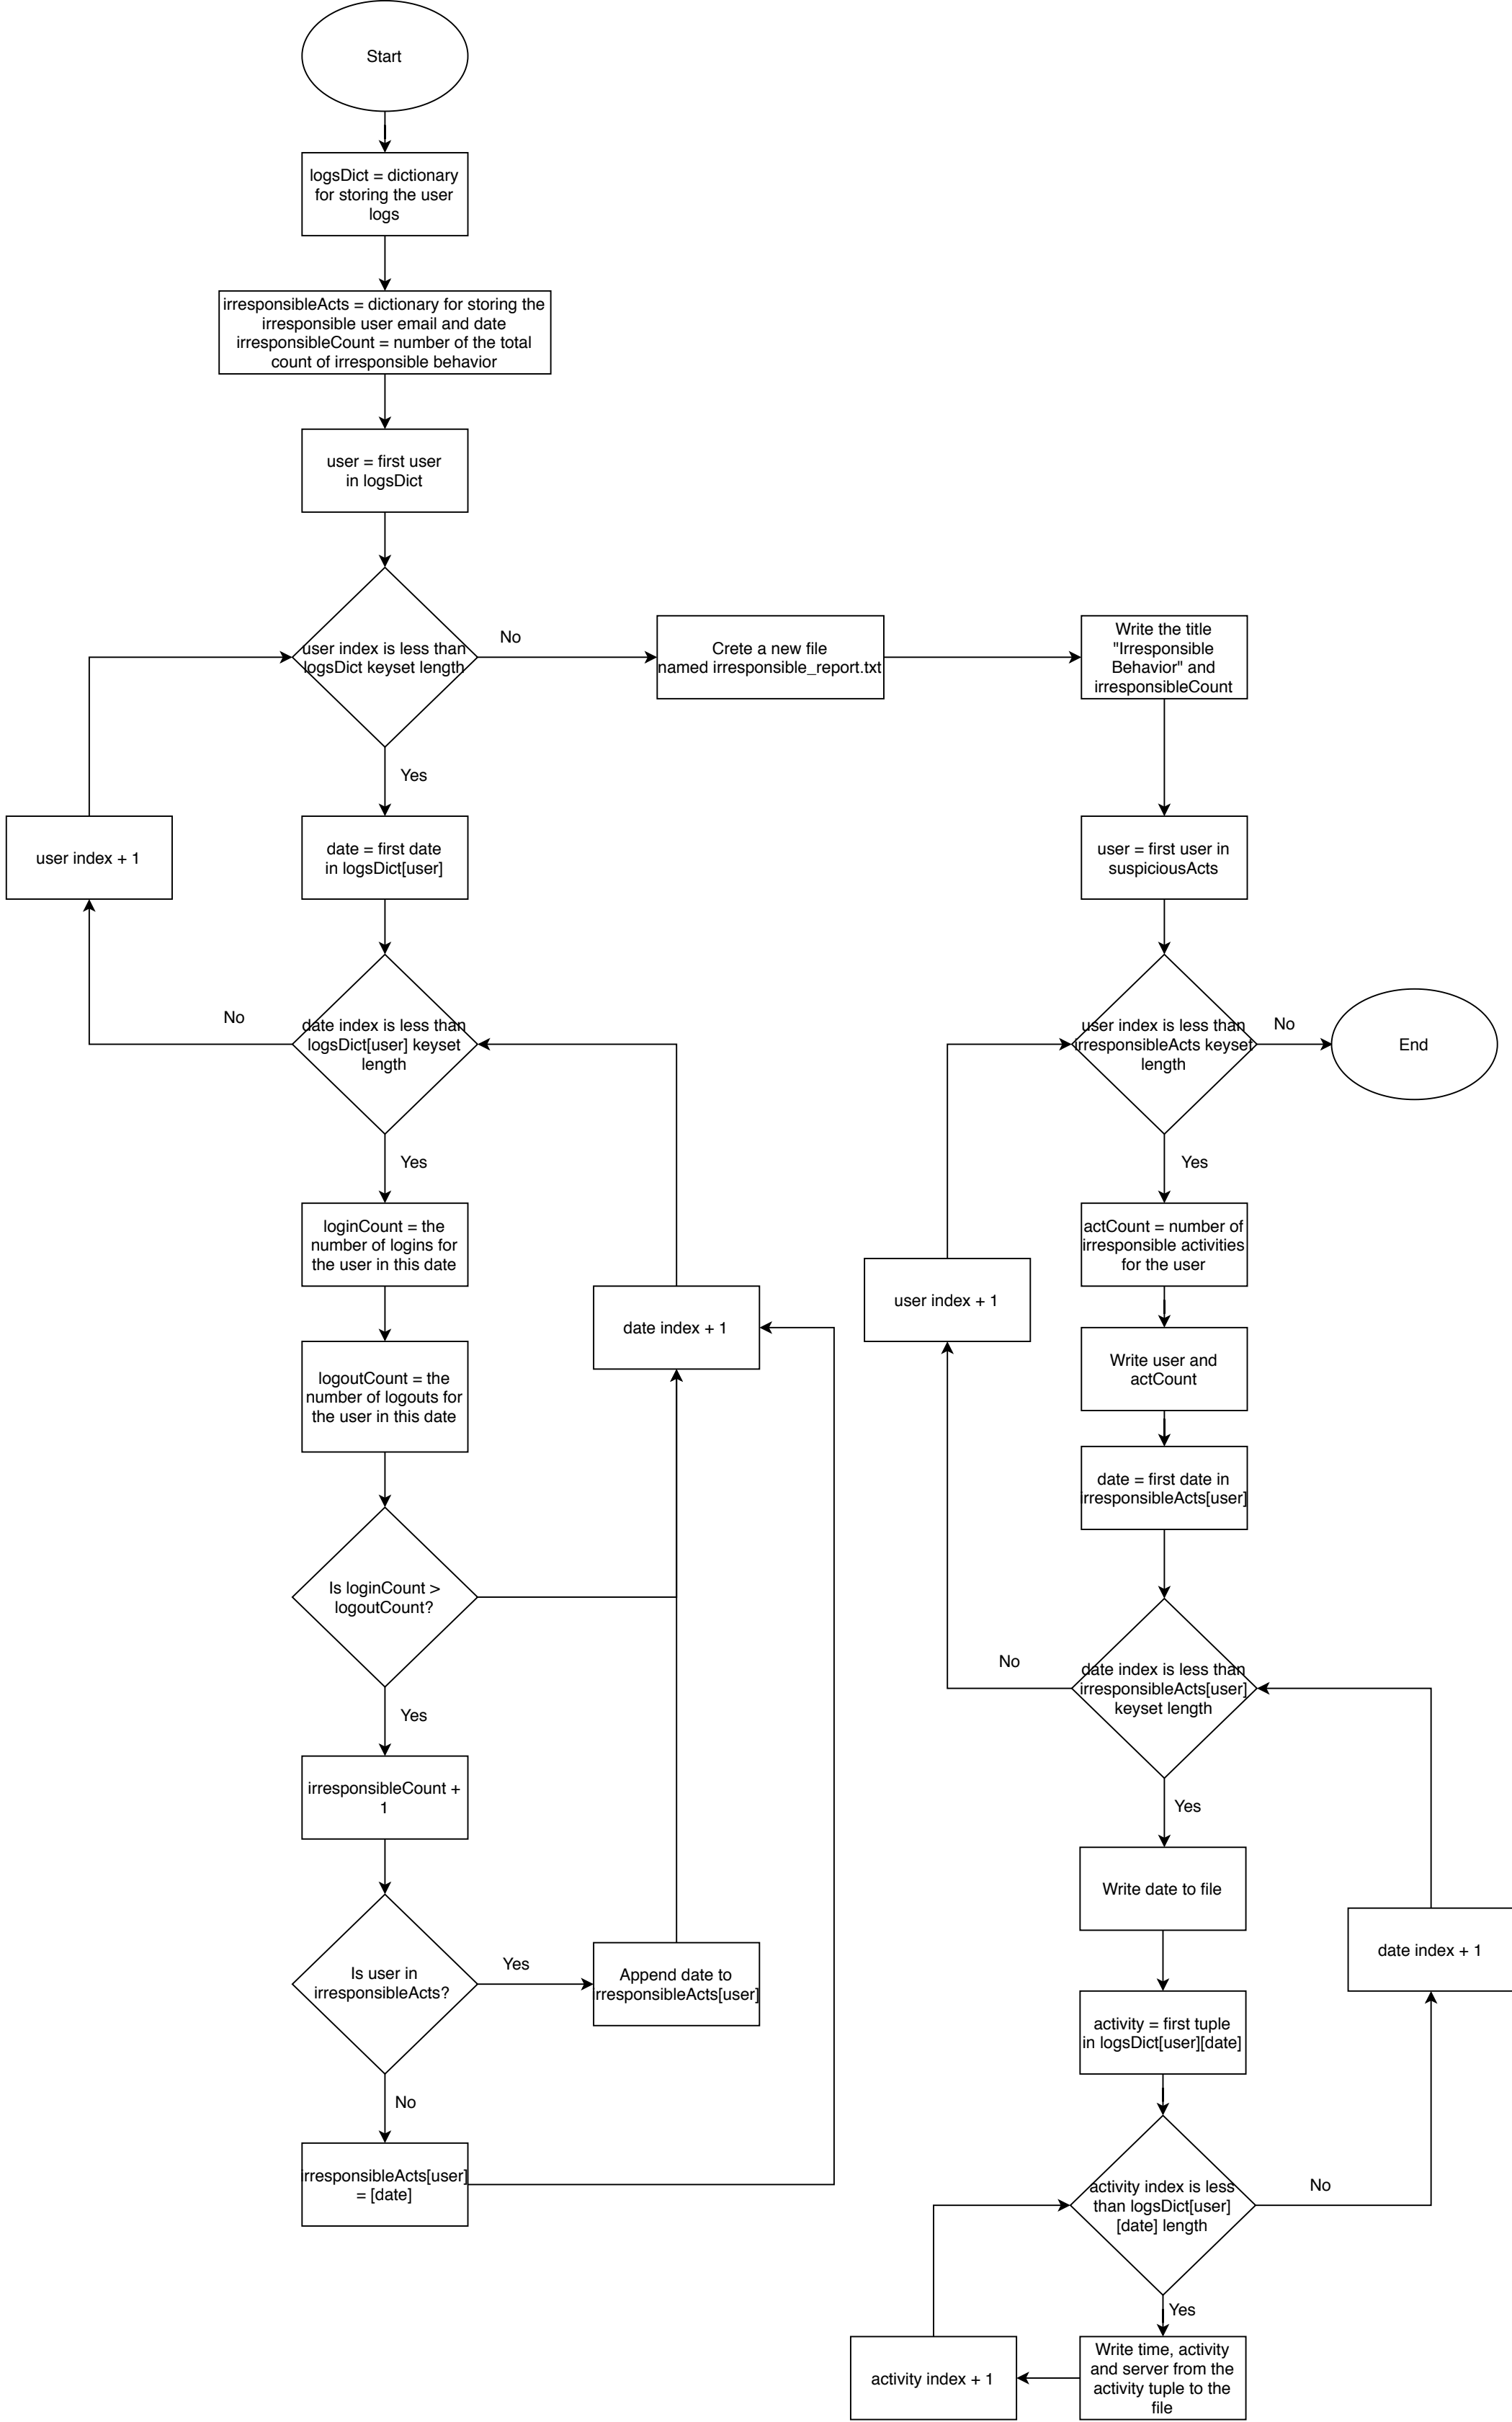 Start
logsDict = dictionary
for storing the user
logs
irresponsibleActs = dictionary for storing the
irresponsible user email and date
irresponsibleCount = number of the total
count of irresponsible behavior
user = first user
in logsDict
user index is less than
logsDict keyset length
No
Crete a new file
named irresponsible_report.txt
Write the title
"Irresponsible
Behavior" and
irresponsibleCount
Yes
user index + 1
date = first date
in logsDict[user]
user = first user in
suspiciousActs
No
date index is less than
logsDict[user] keyset
length
user index is less than
irresponsibleActs keyset
length
No
End
Yes
Yes
loginCount = the
number of logins for
the user in this date
actCount = number of
irresponsible activities
for the user
date index + 1
user index + 1
logoutCount = the
number of logouts for
the user in this date
Write user and
actCount
date = first date in
irresponsibleActs[user]
Is loginCount >
logoutCount?
No
date index is less than
irresponsibleActs[user]
keyset length
Yes
Yes
irresponsibleCount +
1
Write date to file
date index + 1
Is user in
irresponsibleActs?
Yes
Append date to
irresponsibleActs[user]
activity = first tuple
in logsDict[user][date]
No
irresponsibleActs[user]
= [date]
activity index is less
than logsDict[user]
[date] length
No
Yes
activity index + 1
Write time, activity
and server from the
activity tuple to the
file